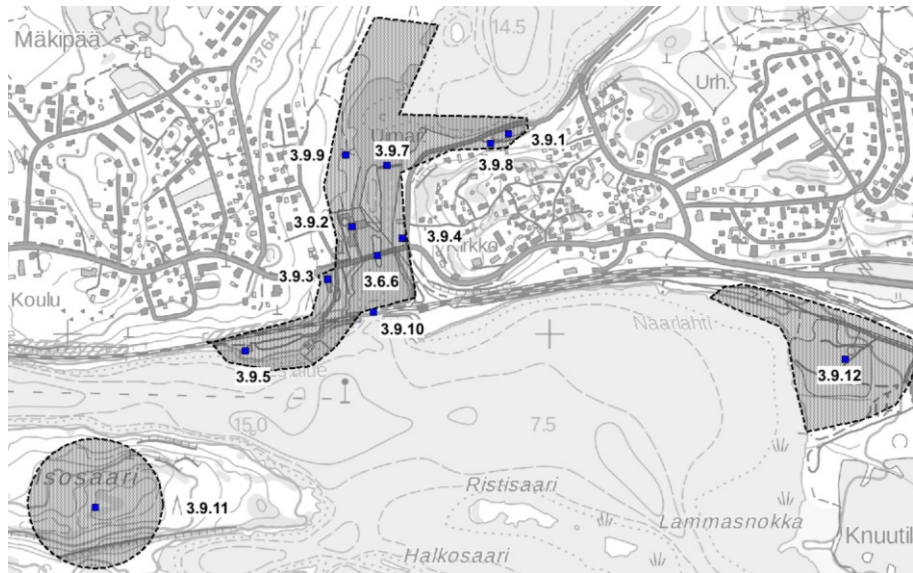 Mäkipää
13764
14.5
Urh.
3.9.1
3.9.8
3.9.9
3.9.7
3.9.2
3.9.4
3.9.3
3.6.6
Koulu
3.9.10
Naarlahti
3.9.5
3.9.12
15.0
7.5
Isosaari
3.9.11
Ristisaari
Lammasnokka
Knuutil
Halkosaari